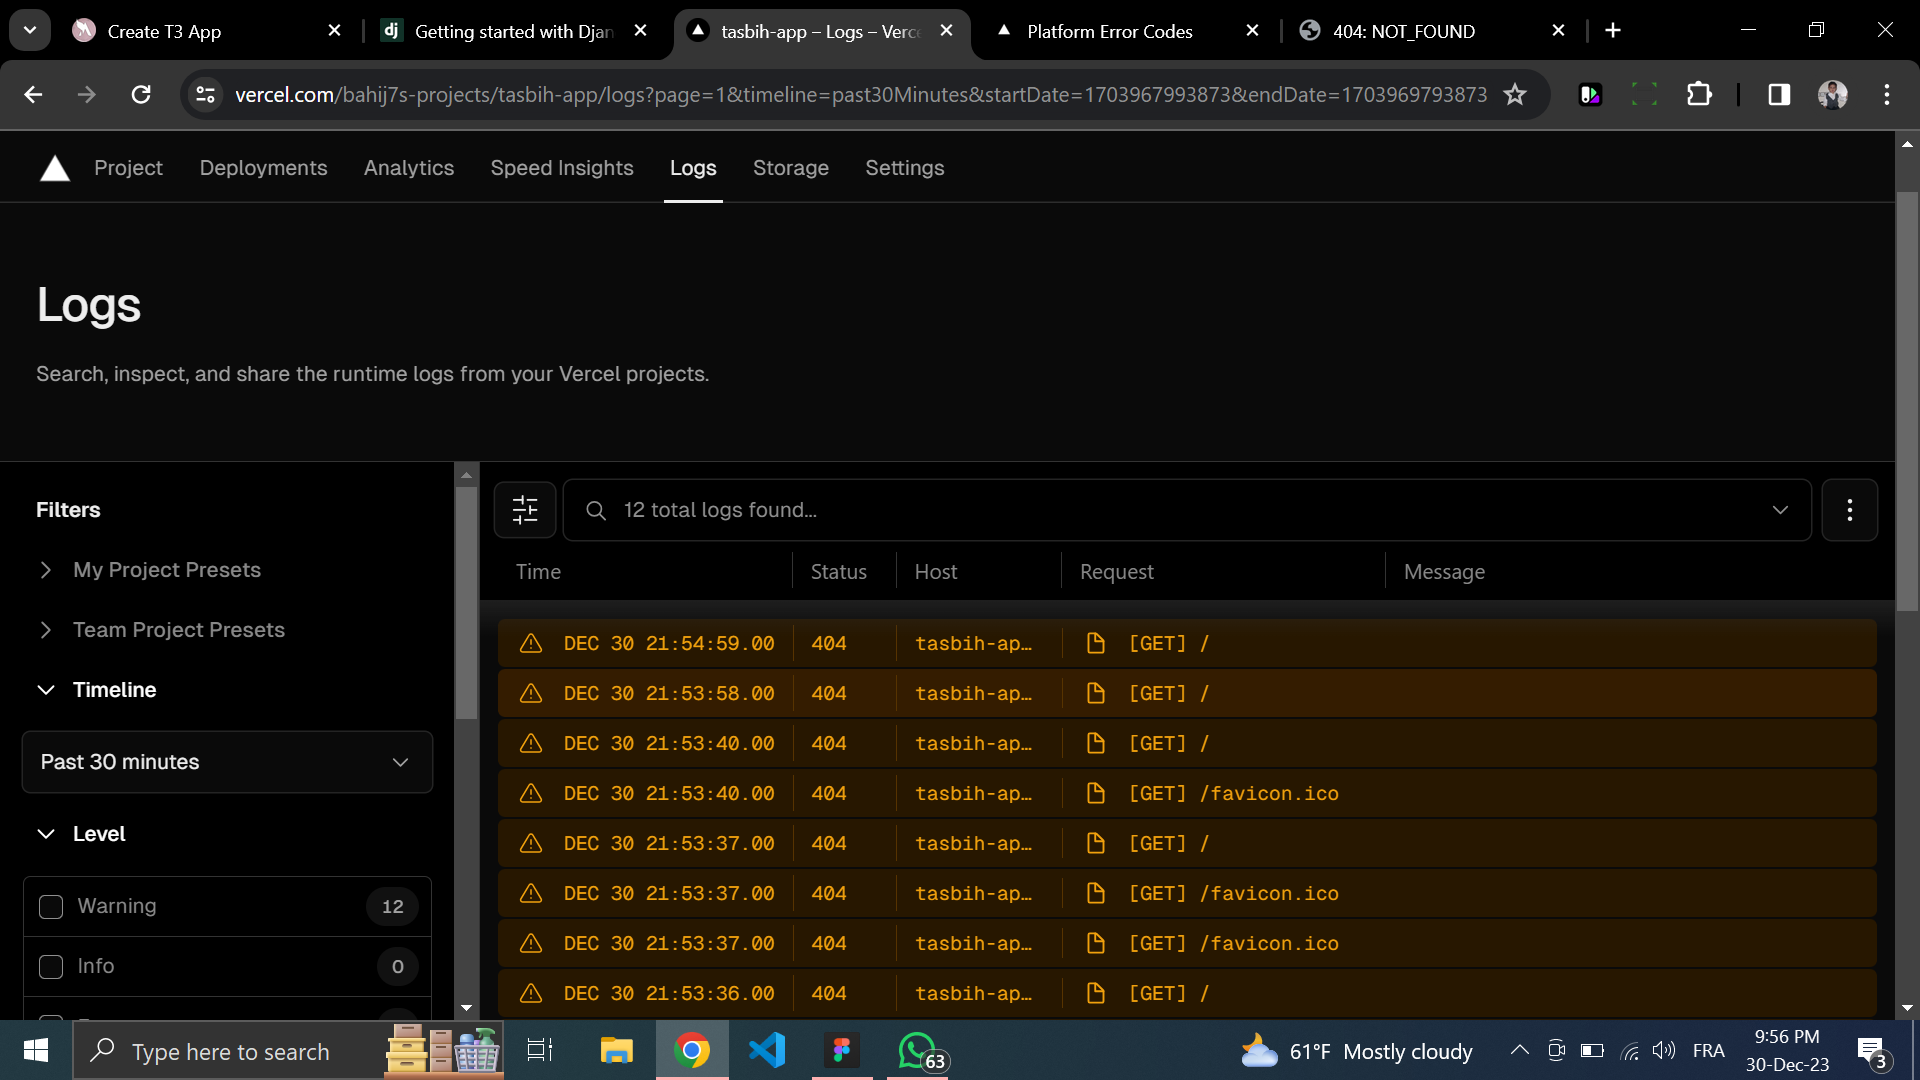 Create T3 App
dj Getting started with Djan
tasbih-app – Logs – Verce
Platform Error Codes
404: NOT_FOUND
vercel.com/bahij7s-projects/tasbih-app/logs?page=1&timeline=past30Minutes&startDate=1703967993873&endDate=1703969793873
Project Deployments Analytics Speed Insights Logs Storage Settings
Logs
Search, inspect, and share the runtime logs from your Vercel projects.
Filters
My Project Presets
Team Project Presets
Timeline
Past 30 minutes
Level
Warning 12
Info 0
12 total logs found...
Time Status Host Request Message
DEC 30 21:54:59.00 404 tasbih-ap… [GET] /
DEC 30 21:53:58.00 404 tasbih-ap… [GET] /
DEC 30 21:53:40.00 404 tasbih-ap… [GET] /
DEC 30 21:53:40.00 404 tasbih-ap… [GET] /favicon.ico
DEC 30 21:53:37.00 404 tasbih-ap… [GET] /
DEC 30 21:53:37.00 404 tasbih-ap… [GET] /favicon.ico
DEC 30 21:53:37.00 404 tasbih-ap… [GET] /favicon.ico
DEC 30 21:53:36.00 404 tasbih-ap… [GET] /
Type here to search
63
61°F Mostly cloudy
FRA
9:56 PM
30-Dec-23
3